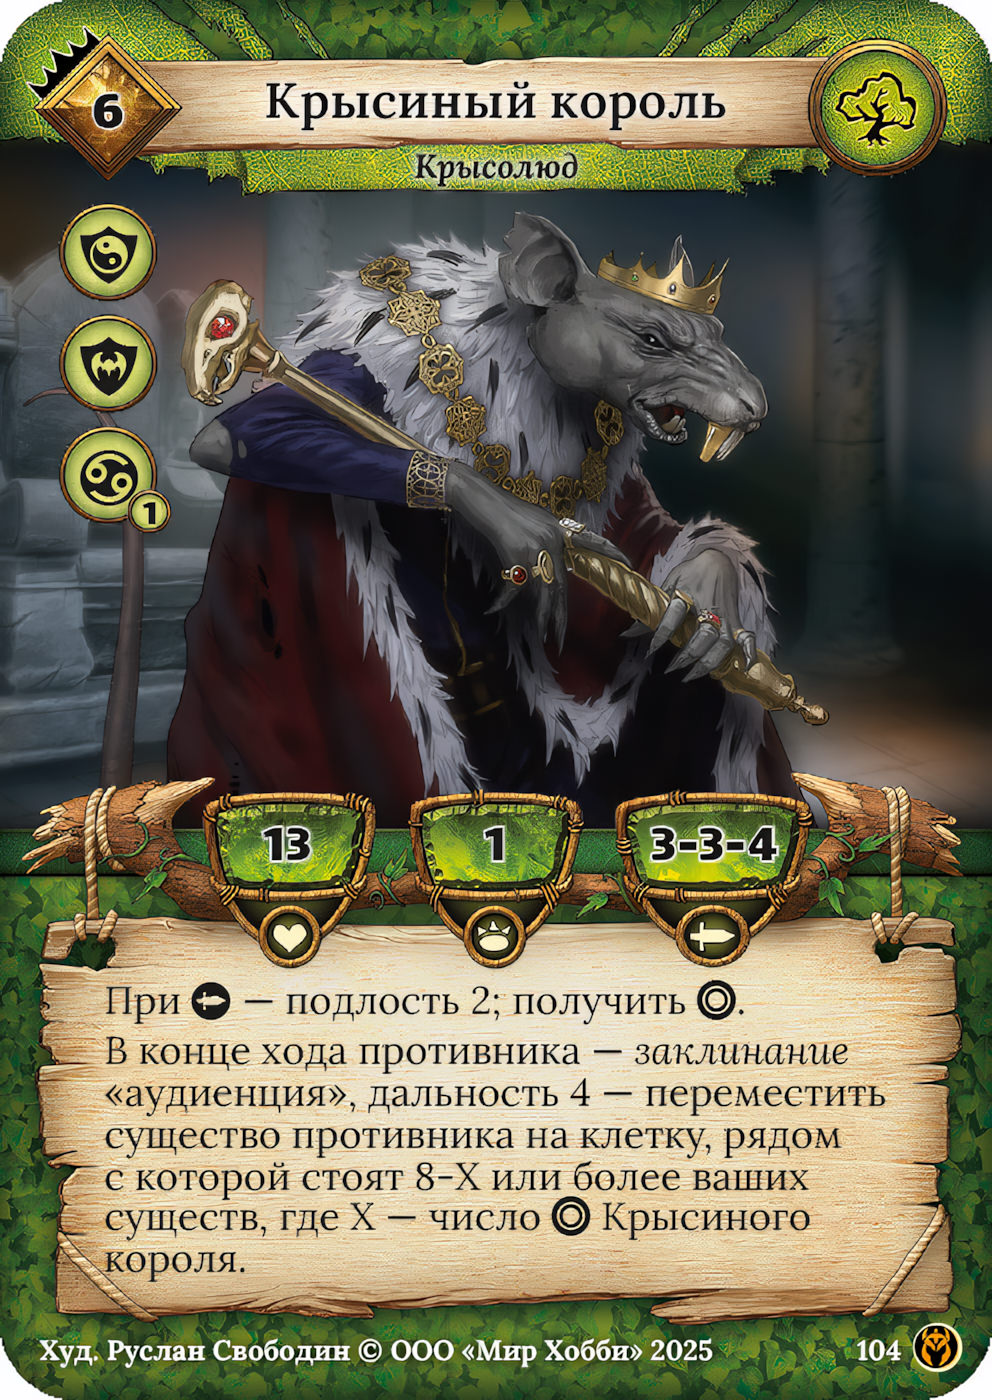 6
Крысиный король
Крысолюд
1
13
1
3-3-4
При — подлость 2; получить .
В конце хода противника — заклинание
«аудиенция», дальность 4 — переместить
существо противника на клетку, рядом
с которой стоят 8–X или более ваших
существ, где X — число Крысиного
короля.
Худ. Руслан Свободин © ООО «Мир Хобби» 2025
104